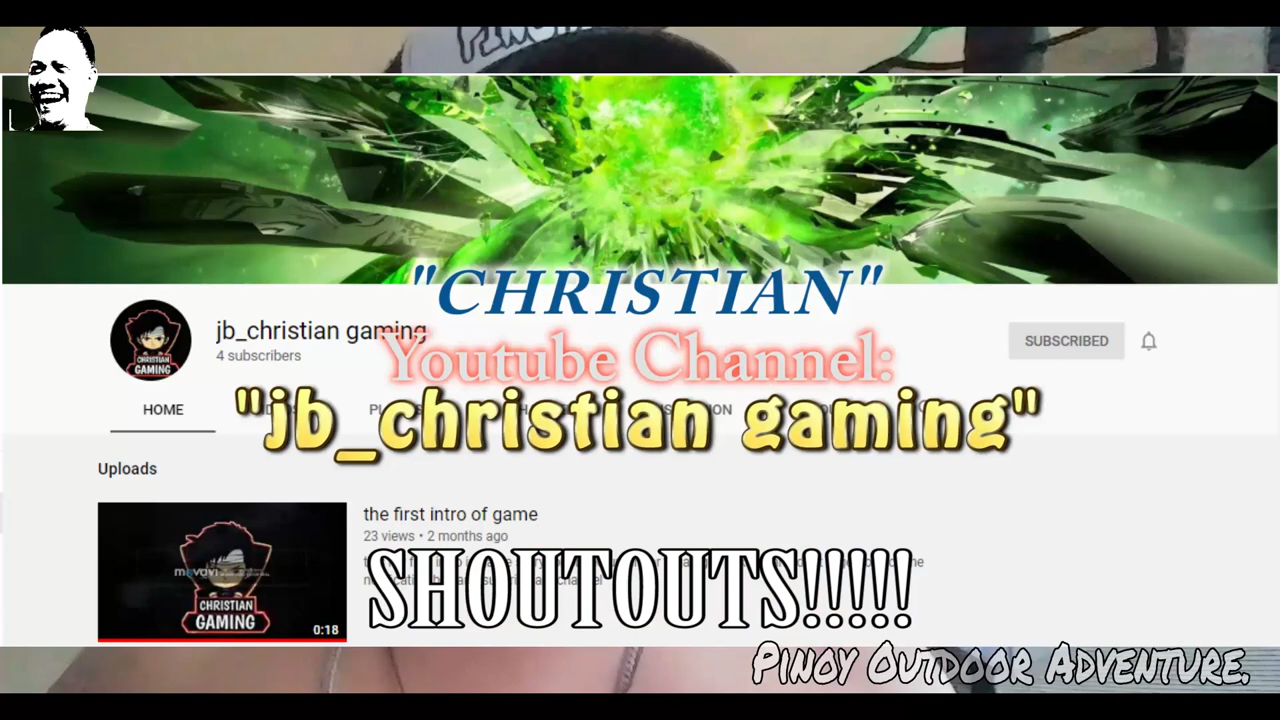 "CHRISTIAN"
jb_christian gaming
4 subscribers
SUBSCRIBED
Youtube Channel:
HOME
"jb_christian gaming"
Uploads
the first intro of game
23 views • 2 months ago
movavi
CHRISTIAN
GAMING
0:18
SHOUTOUTS!!!!!
PINOY OUTDOOR ADVENTURE.